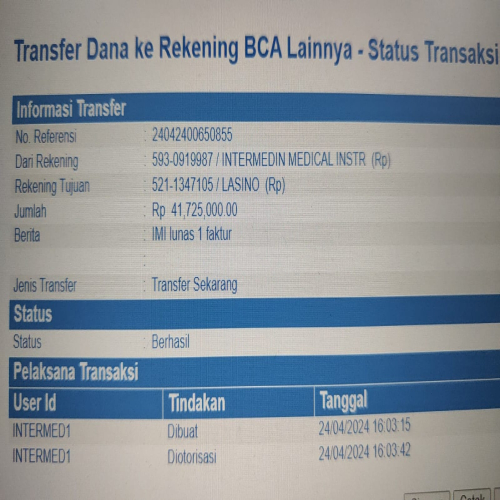 Transfer Dana ke Rekening BCA Lainnya - Status Transaksi
Informasi Transfer
No. Referensi : 24042400650855
Dari Rekening : 593-0919987 / INTERMEDIN MEDICAL INSTR (Rp)
Rekening Tujuan : 521-1347105 / LASINO (Rp)
Jumlah : Rp 41,725,000.00
Berita : IMI lunas 1 faktur
:
Jenis Transfer : Transfer Sekarang
Status
Status : Berhasil
Pelaksana Transaksi
User Id Tindakan Tanggal
INTERMED1 Dibuat 24/04/2024 16:03:15
INTERMED1 Diotorisasi 24/04/2024 16:03:42